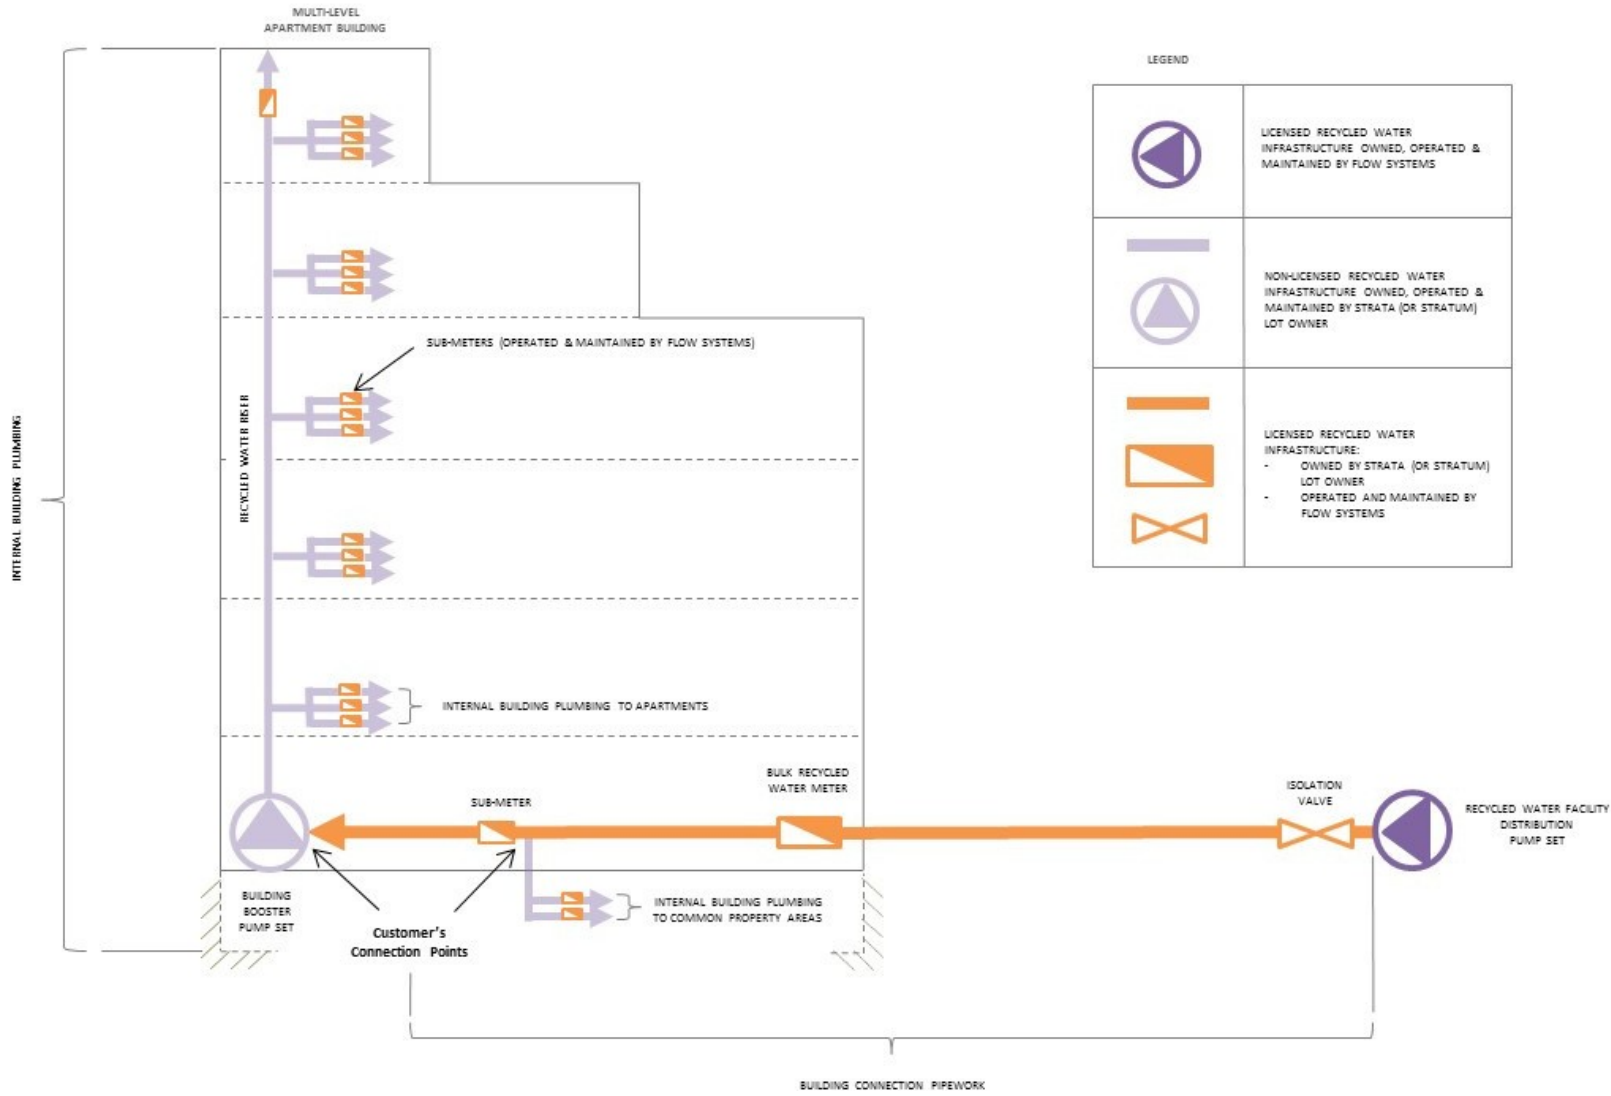 MULTI-LEVEL
APARTMENT BUILDING
LEGEND
LICENSED RECYCLED WATER
INFRASTRUCTURE OWNED, OPERATED &
MAINTAINED BY FLOW SYSTEMS
NON-LICENSED RECYCLED WATER
INFRASTRUCTURE OWNED, OPERATED &
MAINTAINED BY STRATA (OR STRATUM)
LOT OWNER
LICENSED RECYCLED WATER
INFRASTRUCTURE:
- OWNED BY STRATA (OR STRATUM)
LOT OWNER
- OPERATED AND MAINTAINED BY
FLOW SYSTEMS
SUB-METERS (OPERATED & MAINTAINED BY FLOW SYSTEMS)
RECYCLED WATER RISER
INTERNAL BUILDING PLUMBING
INTERNAL BUILDING PLUMBING TO APARTMENTS
BULK RECYCLED
WATER METER
SUB-METER
ISOLATION
VALVE
RECYCLED WATER FACILITY
DISTRIBUTION
PUMP SET
BUILDING
BOOSTER
PUMP SET
Customer's
Connection Points
INTERNAL BUILDING PLUMBING
TO COMMON PROPERTY AREAS
BUILDING CONNECTION PIPEWORK